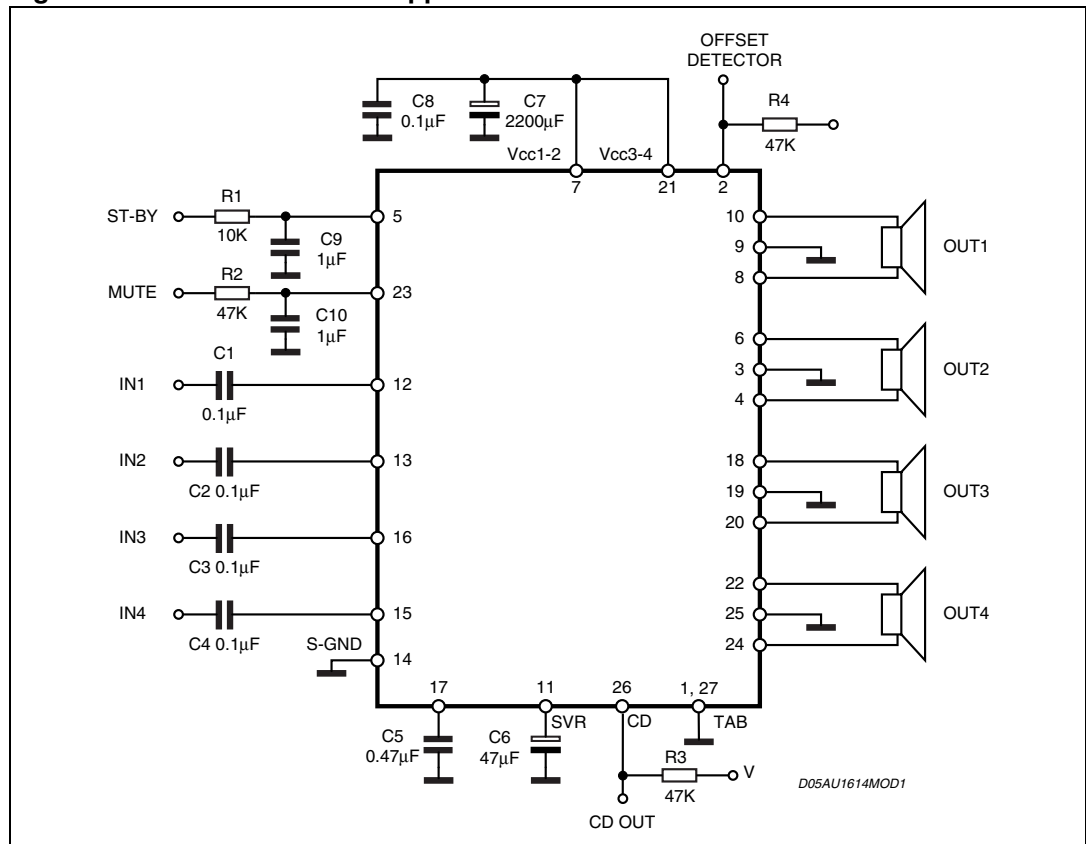 OFFSET
DETECTOR
C8
0.1µF
C7
2200µF
R4
47K
Vcc1-2
Vcc3-4
7
21
2
ST-BY
R1
10K
5
C9
1µF
MUTE
R2
47K
23
C10
1µF
IN1
C1
0.1µF
12
IN2
C2 0.1µF
13
IN3
C3 0.1µF
16
IN4
C4 0.1µF
15
S-GND
14
10
9
8
OUT1
6
3
4
OUT2
18
19
20
OUT3
22
25
24
OUT4
17
11
26
1, 27
SVR
CD
TAB
C5
0.47µF
C6
47µF
R3
47K
V
CD OUT
D05AU1614MOD1